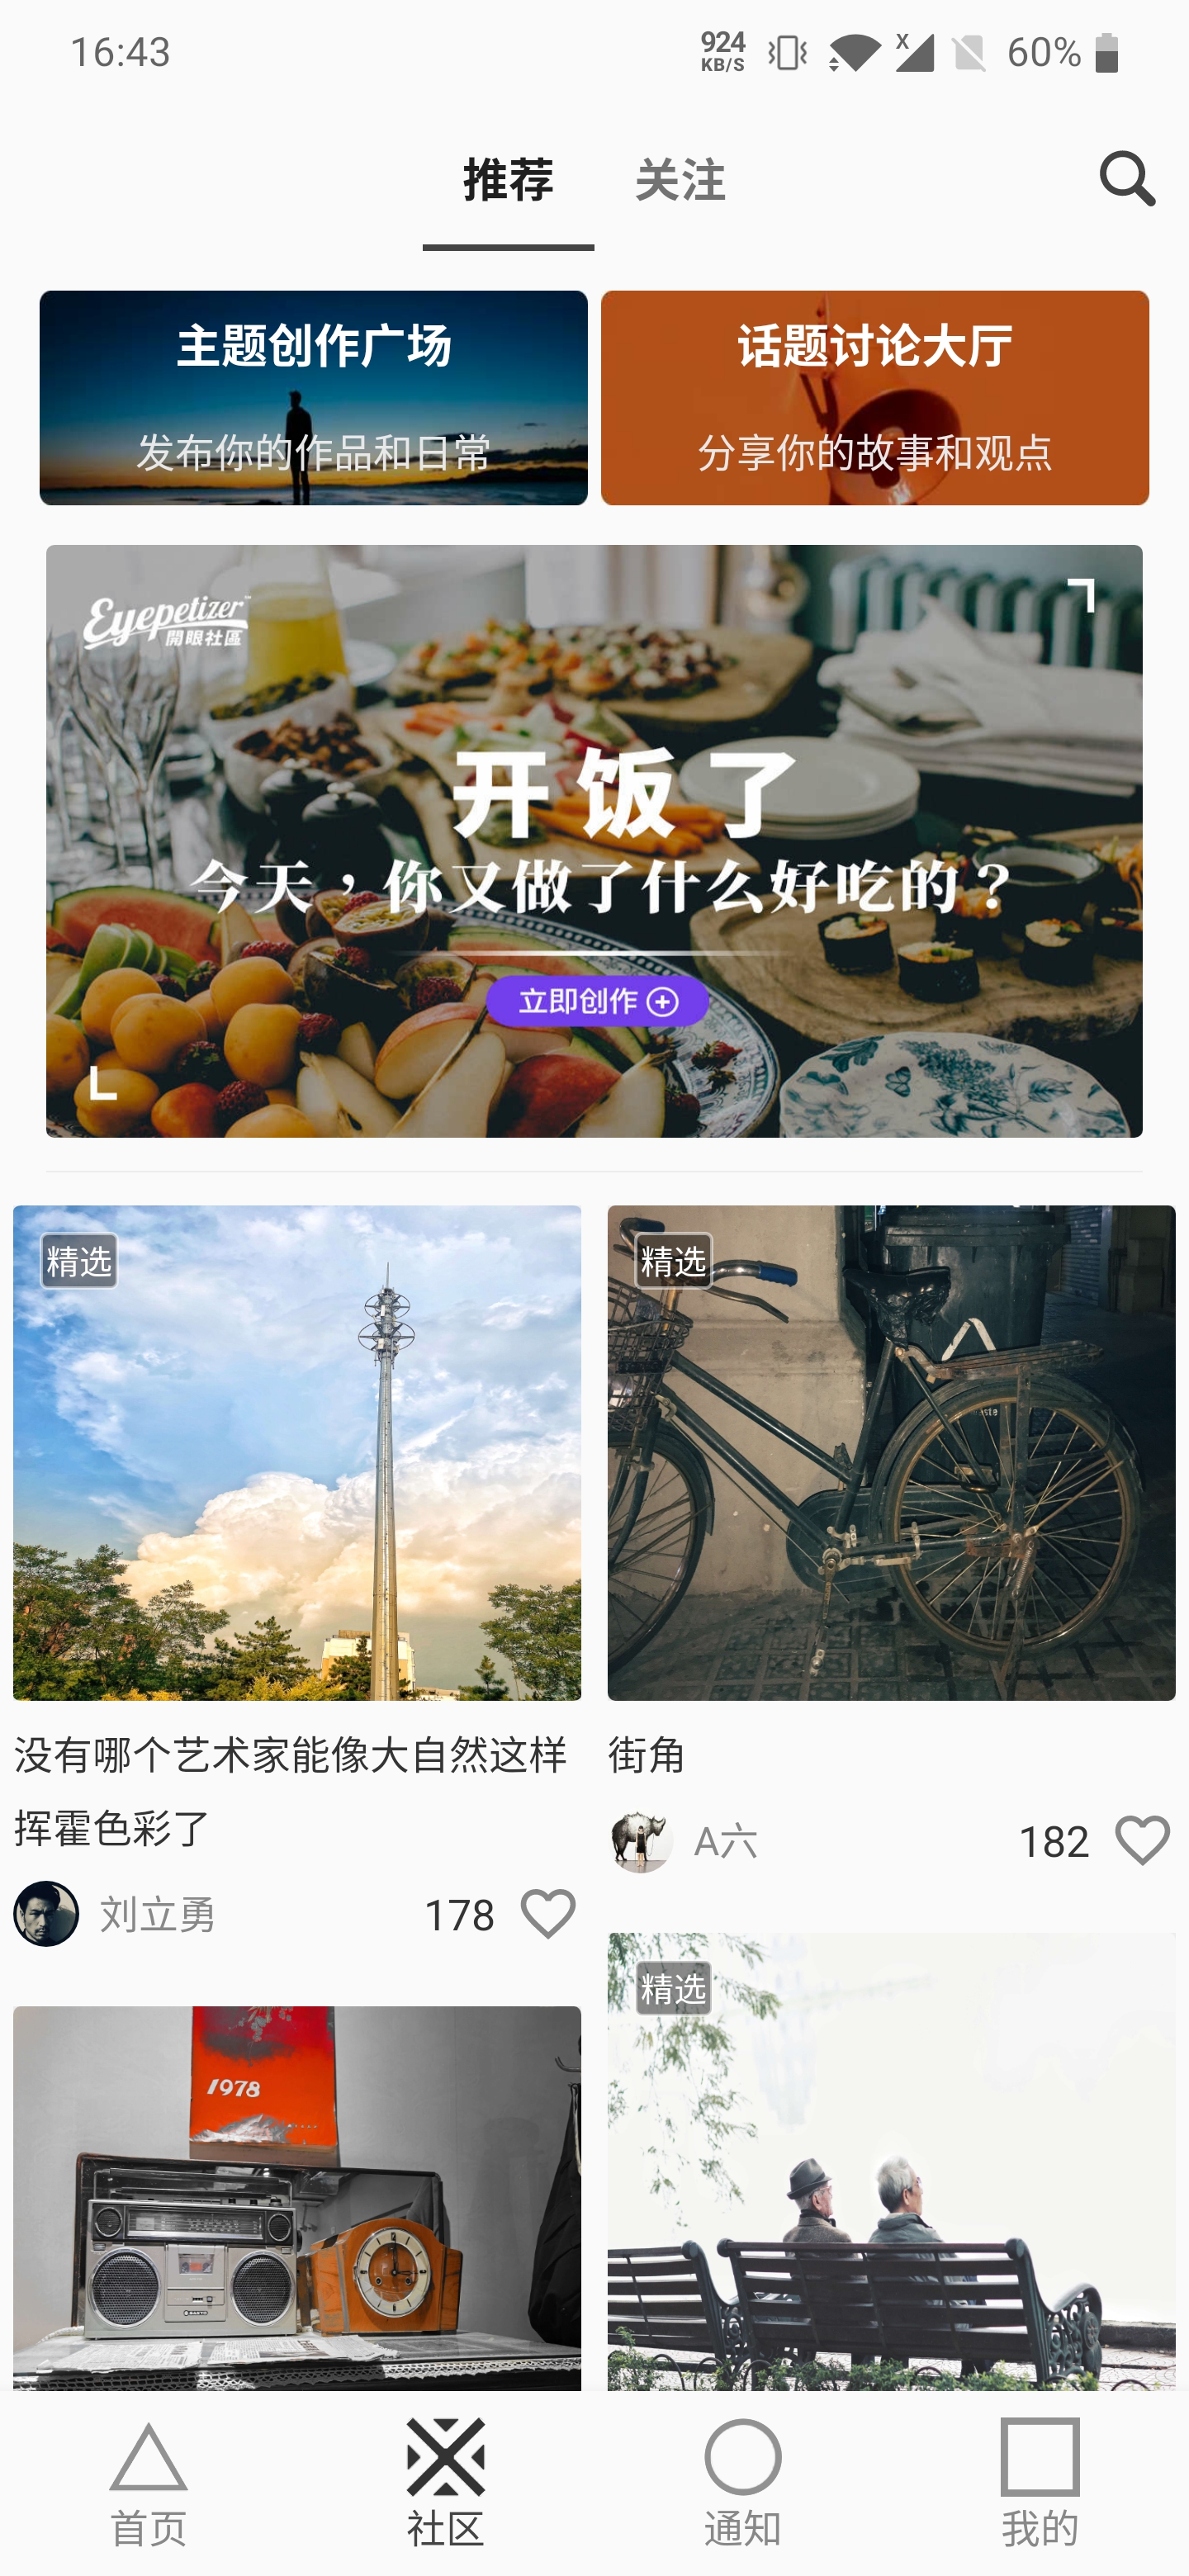 16:43
924
KB/S
X
60%
推荐
关注
主题创作广场
发布你的作品和日常
话题讨论大厅
分享你的故事和观点
Eyepetizer
開眼社區
开饭了
今天，你又做了什么好吃的？
立即创作
精选
没有哪个艺术家能像大自然这样
挥霍色彩了
刘立勇
178
精选
街角
A六
182
1978
精选
首页
社区
通知
我的